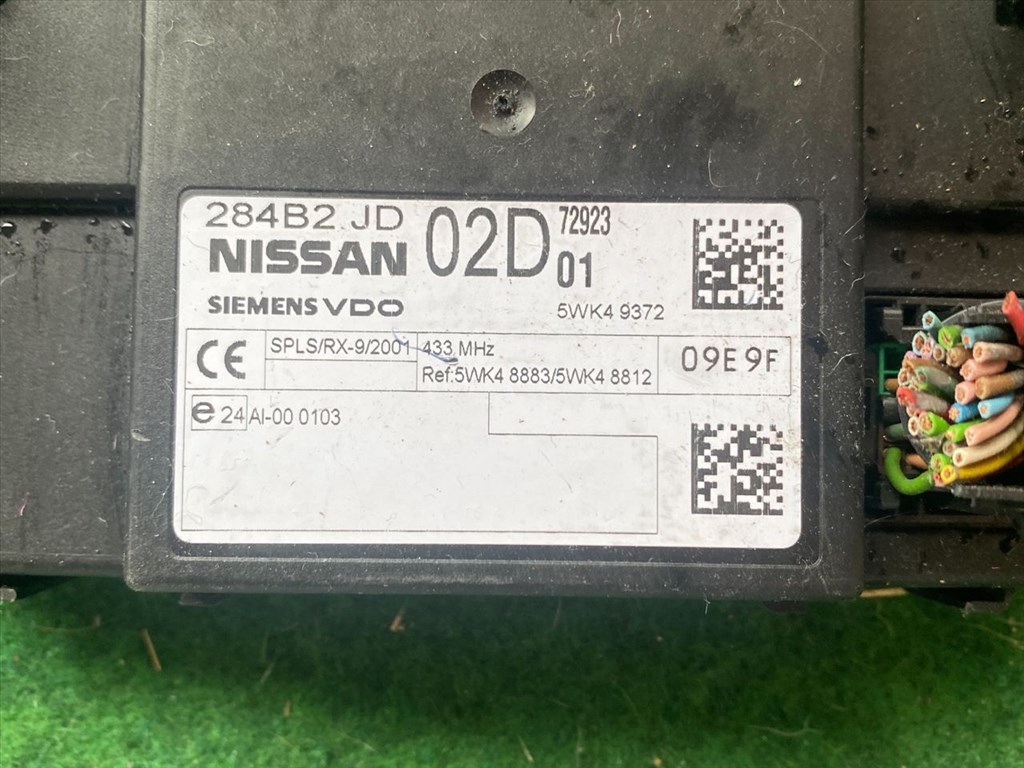 284B2 JD 02D 72923
NISSAN 01
SIEMENS VDO 5WK4 9372
CE SPLS/RX-9/2001 433 MHz 09E9F
Ref:5WK4 8883/5WK4 8812
e 24 AI-00 0103